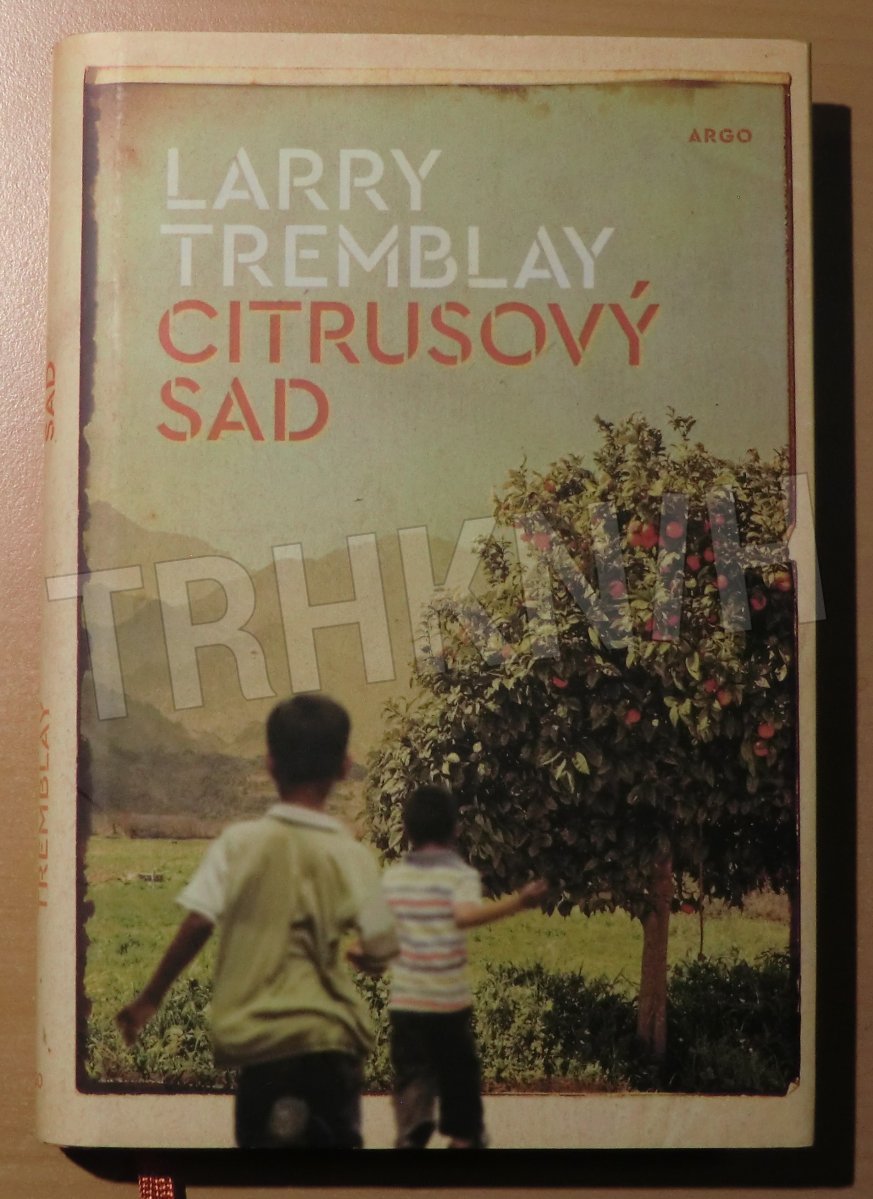 ARGO
LARRY
TREMBLAY
CITRUSOVÝ
SAD
TRHKNIH
SAD
TREMBLAY